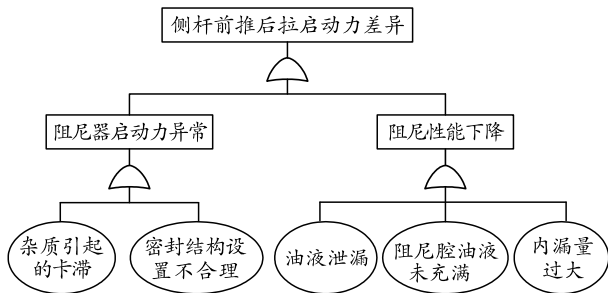 侧杆前推后拉启动力差异
阻尼器启动力异常
阻尼性能下降
杂质引起
的卡滞
密封结构设
置不合理
油液泄漏
阻尼腔油液
未充满
内漏量
过大